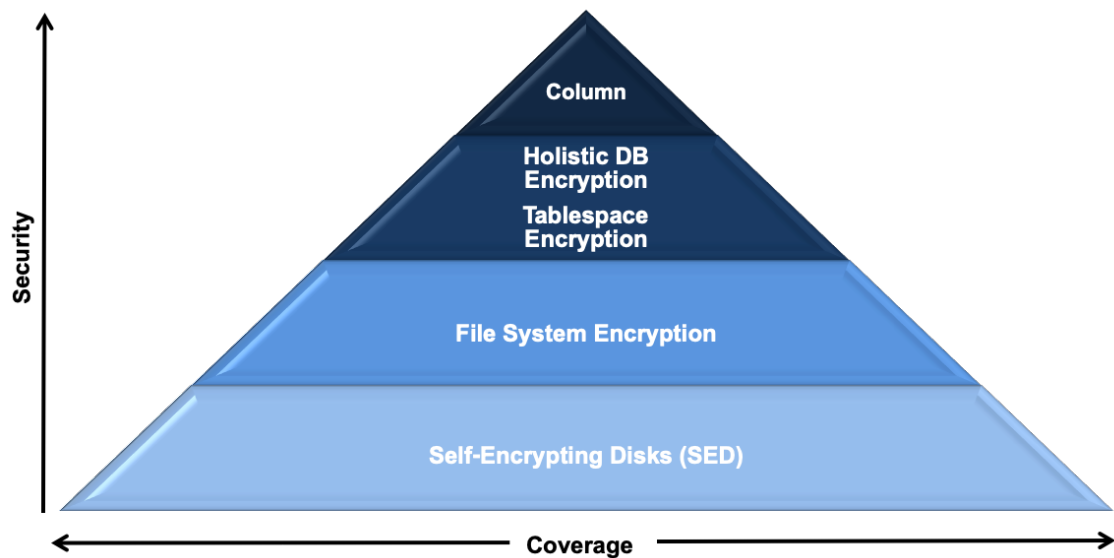 Column
Holistic DB
Encryption
Tablespace
Encryption
Security
File System Encryption
Self-Encrypting Disks (SED)
Coverage